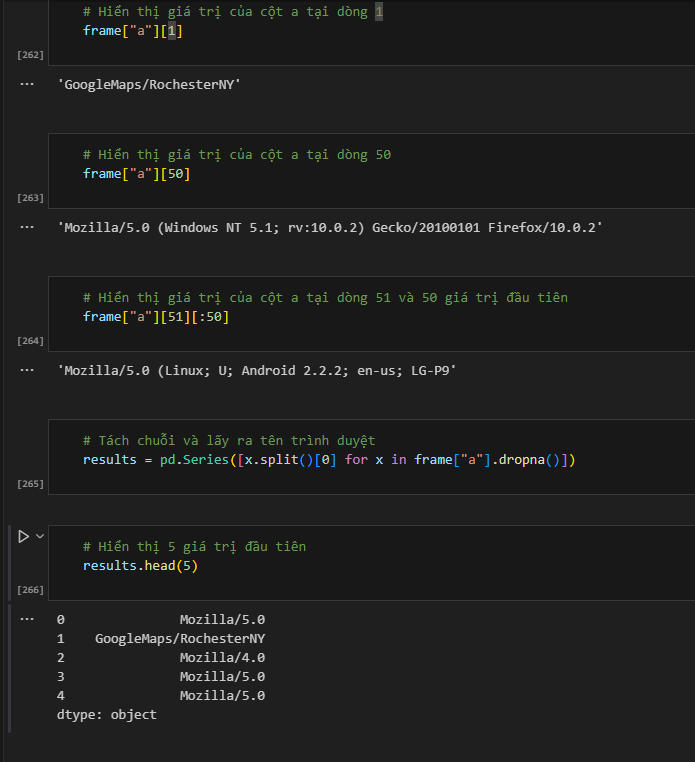 # Hiển thị giá trị của cột a tại dòng 1
frame["a"][1]
[262]
... 'GoogleMaps/RochesterNY'
# Hiển thị giá trị của cột a tại dòng 50
frame["a"][50]
[263]
... 'Mozilla/5.0 (Windows NT 5.1; rv:10.0.2) Gecko/20100101 Firefox/10.0.2'
# Hiển thị giá trị của cột a tại dòng 51 và 50 giá trị đầu tiên
frame["a"][51][:50]
[264]
... 'Mozilla/5.0 (Linux; U; Android 2.2.2; en-us; LG-P9'
# Tách chuỗi và lấy ra tên trình duyệt
results = pd.Series([x.split()[0] for x in frame["a"].dropna()])
[265]
# Hiển thị 5 giá trị đầu tiên
results.head(5)
[266]
... 0 Mozilla/5.0
1 GoogleMaps/RochesterNY
2 Mozilla/4.0
3 Mozilla/5.0
4 Mozilla/5.0
dtype: object